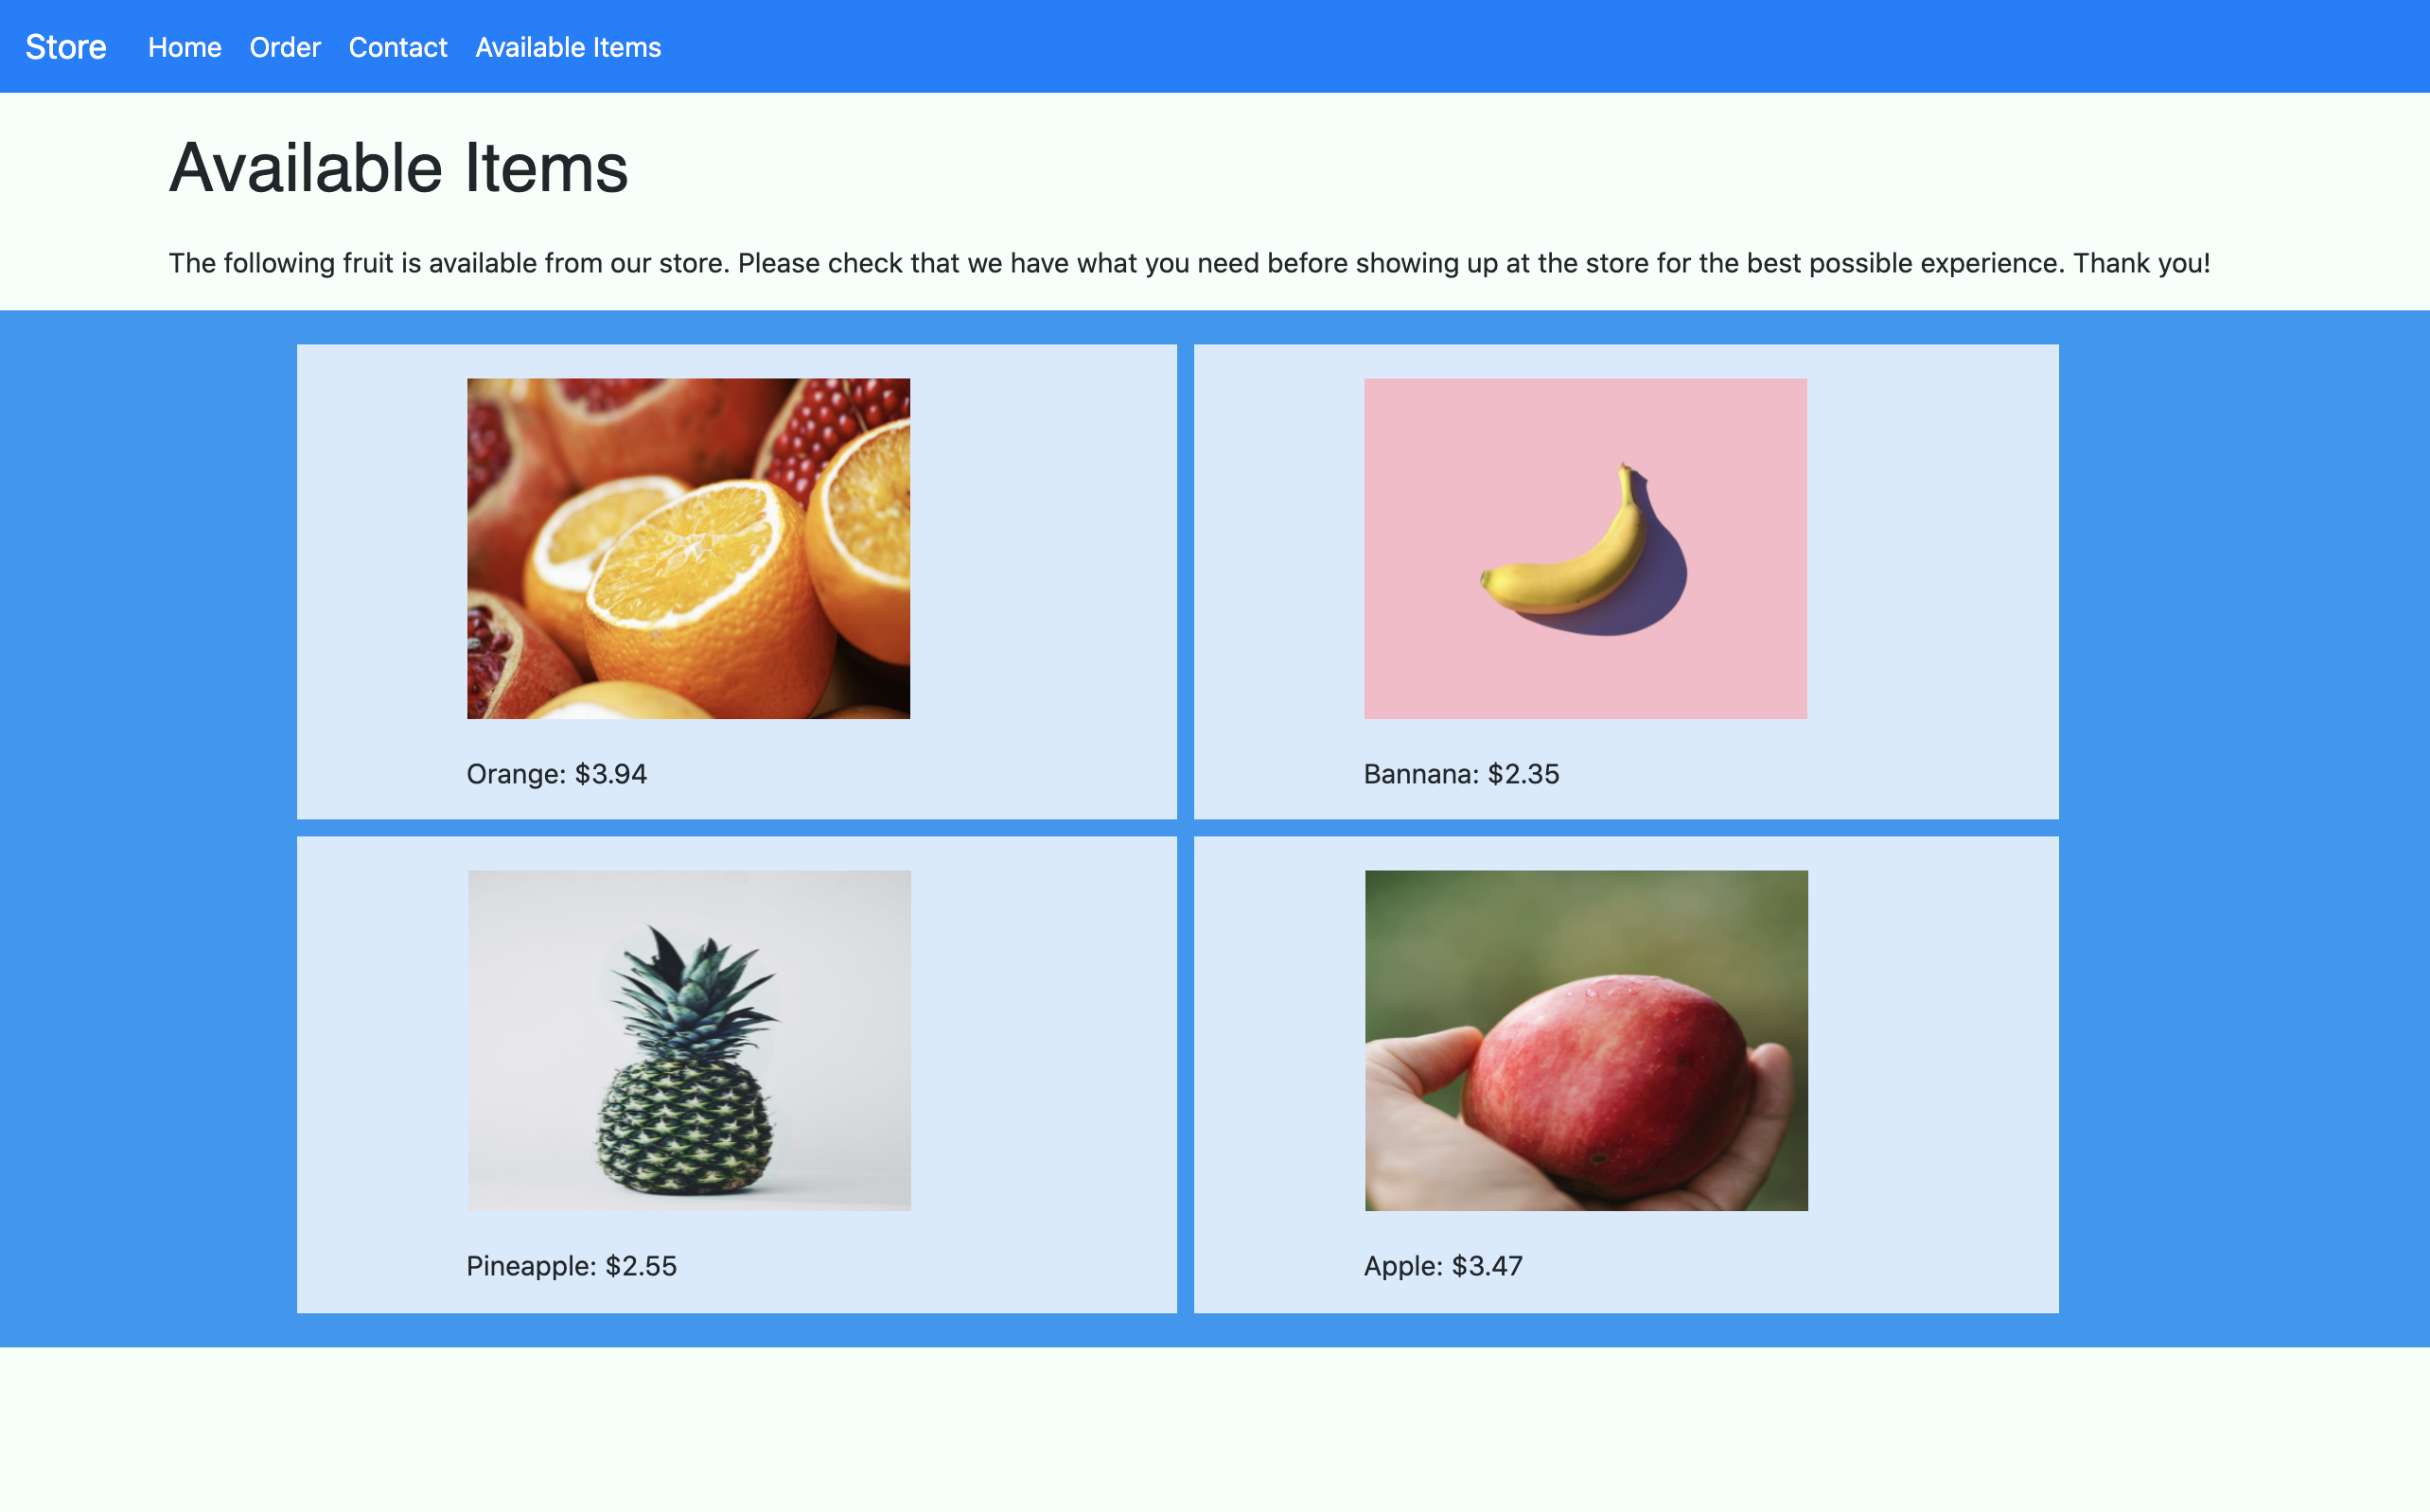 Store Home Order Contact Available Items
Available Items
The following fruit is available from our store. Please check that we have what you need before showing up at the store for the best possible experience. Thank you!
Orange: $3.94
Bannana: $2.35
Pineapple: $2.55
Apple: $3.47